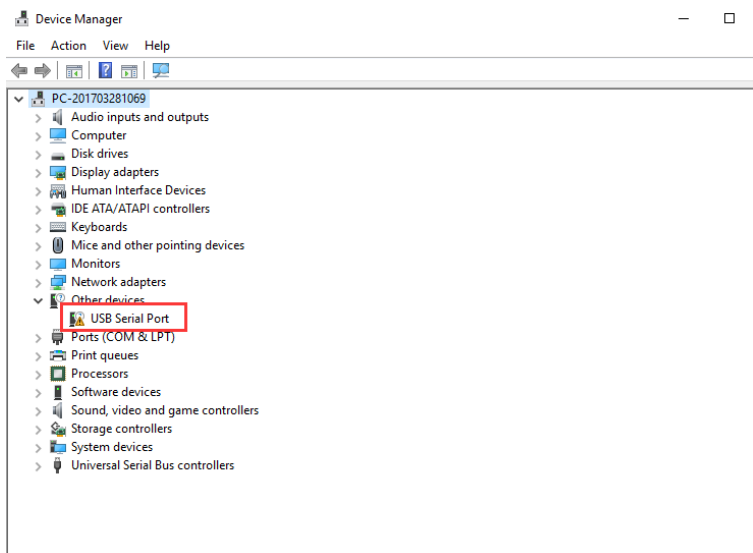 Device Manager
File Action View Help
PC-201703281069
Audio inputs and outputs
Computer
Disk drives
Display adapters
Human Interface Devices
IDE ATA/ATAPI controllers
Keyboards
Mice and other pointing devices
Monitors
Network adapters
Other devices
USB Serial Port
Ports (COM & LPT)
Print queues
Processors
Software devices
Sound, video and game controllers
Storage controllers
System devices
Universal Serial Bus controllers